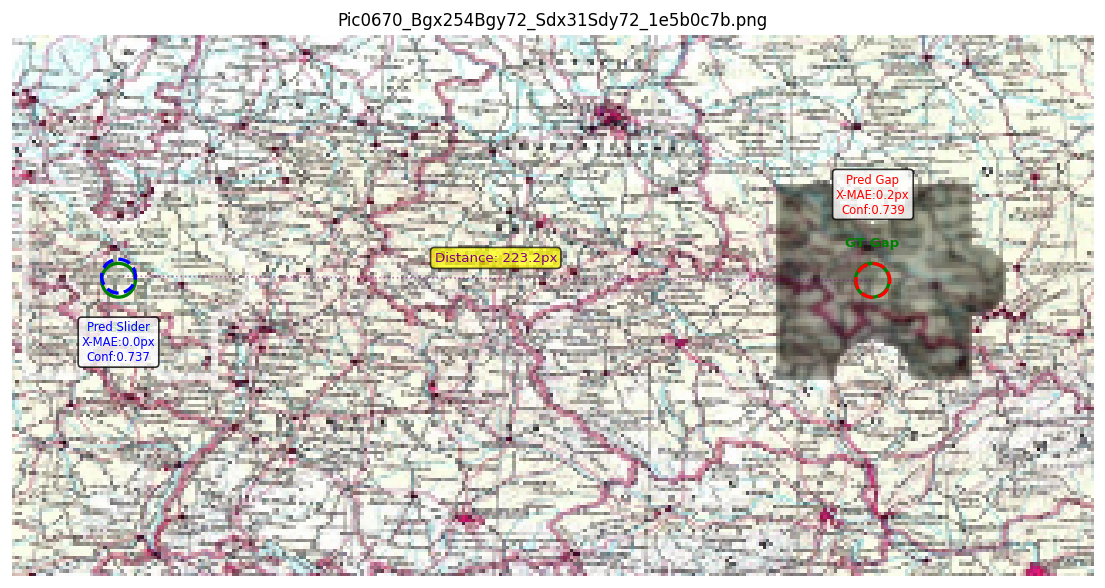 Pic0670_Bgx254Bgy72_Sdx31Sdy72_1e5b0c7b.png
Pred Gap
X-MAE:0.2px
Conf:0.739
GT Gap
Distance: 223.2px
Pred Slider
X-MAE:0.0px
Conf:0.737